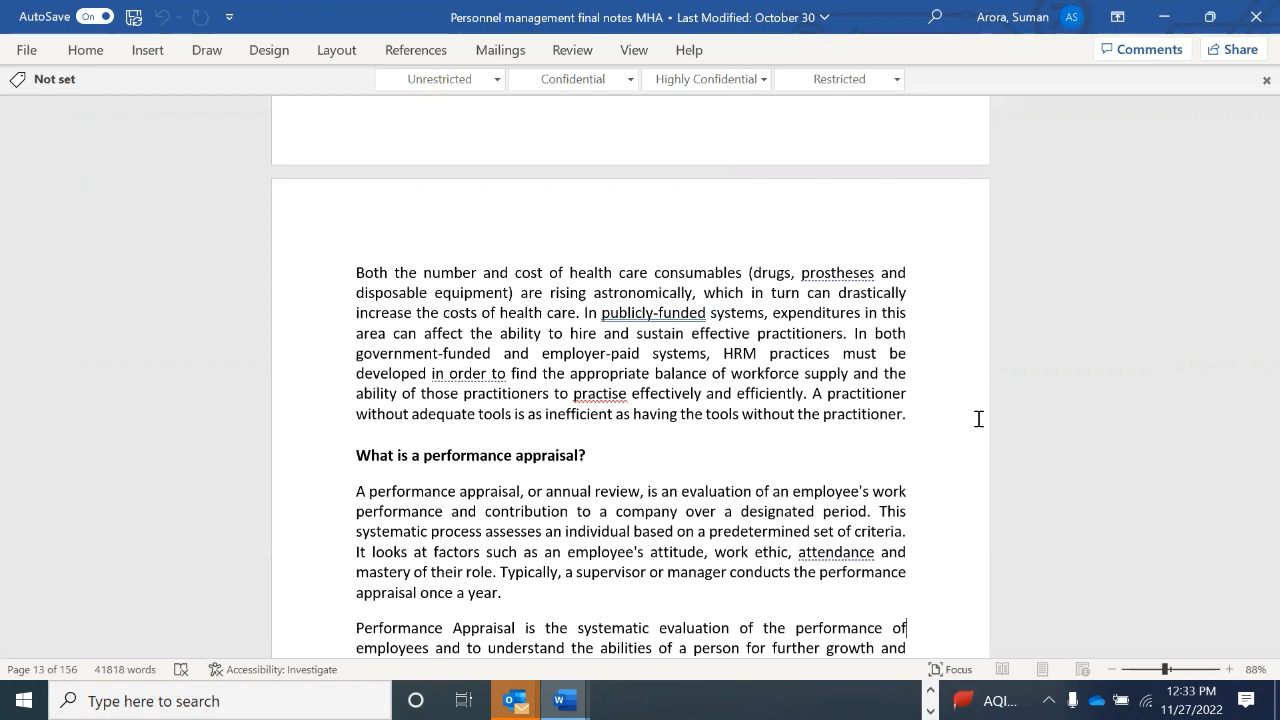 AutoSave On Personnel management final notes MHA • Last Modified: October 30 Arora, Suman AS
File Home Insert Draw Design Layout References Mailings Review View Help Comments Share
Not set Unrestricted Confidential Highly Confidential Restricted
Both the number and cost of health care consumables (drugs, prostheses and
disposable equipment) are rising astronomically, which in turn can drastically
increase the costs of health care. In publicly-funded systems, expenditures in this
area can affect the ability to hire and sustain effective practitioners. In both
government-funded and employer-paid systems, HRM practices must be
developed in order to find the appropriate balance of workforce supply and the
ability of those practitioners to practise effectively and efficiently. A practitioner
without adequate tools is as inefficient as having the tools without the practitioner.
What is a performance appraisal?
A performance appraisal, or annual review, is an evaluation of an employee's work
performance and contribution to a company over a designated period. This
systematic process assesses an individual based on a predetermined set of criteria.
It looks at factors such as an employee's attitude, work ethic, attendance and
mastery of their role. Typically, a supervisor or manager conducts the performance
appraisal once a year.
Performance Appraisal is the systematic evaluation of the performance of
employees and to understand the abilities of a person for further growth and
Page 13 of 156 41818 words Accessibility: Investigate Focus 88%
Type here to search AQI... 12:33 PM
11/27/2022